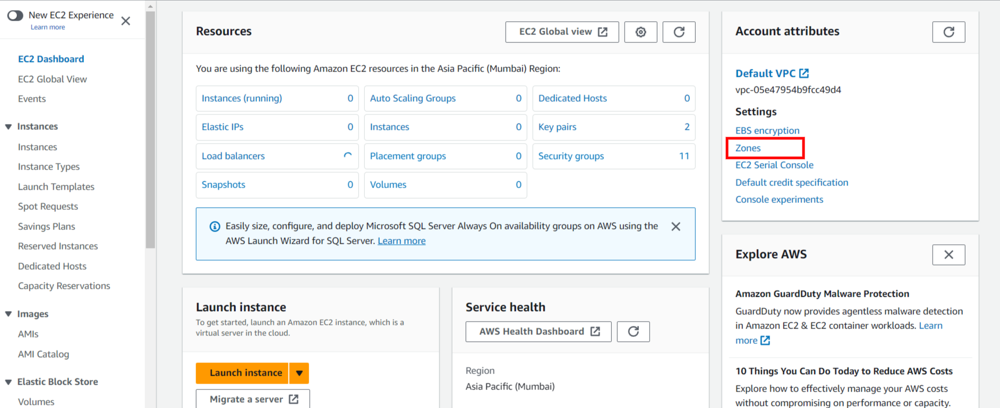 New EC2 Experience
Learn more
EC2 Dashboard
EC2 Global View
Events
Instances
Instances
Instance Types
Launch Templates
Spot Requests
Savings Plans
Reserved Instances
Dedicated Hosts
Capacity Reservations
Images
AMIs
AMI Catalog
Elastic Block Store
Volumes
Resources
EC2 Global view
You are using the following Amazon EC2 resources in the Asia Pacific (Mumbai) Region:
Instances (running) 0
Auto Scaling Groups 0
Dedicated Hosts 0
Elastic IPs 0
Instances 0
Key pairs 2
Load balancers
Placement groups 0
Security groups 11
Snapshots 0
Volumes 0
Easily size, configure, and deploy Microsoft SQL Server Always On availability groups on AWS using the
AWS Launch Wizard for SQL Server. Learn more
Launch instance
To get started, launch an Amazon EC2 instance, which is a
virtual server in the cloud.
Launch instance
Migrate a server
Service health
AWS Health Dashboard
Region
Asia Pacific (Mumbai)
Account attributes
Default VPC
vpc-05e47954b9fcc49d4
Settings
EBS encryption
Zones
EC2 Serial Console
Default credit specification
Console experiments
Explore AWS
Amazon GuardDuty Malware Protection
GuardDuty now provides agentless malware detection
in Amazon EC2 & EC2 container workloads. Learn
more
10 Things You Can Do Today to Reduce AWS Costs
Explore how to effectively manage your AWS costs
without compromising on performance or capacity.